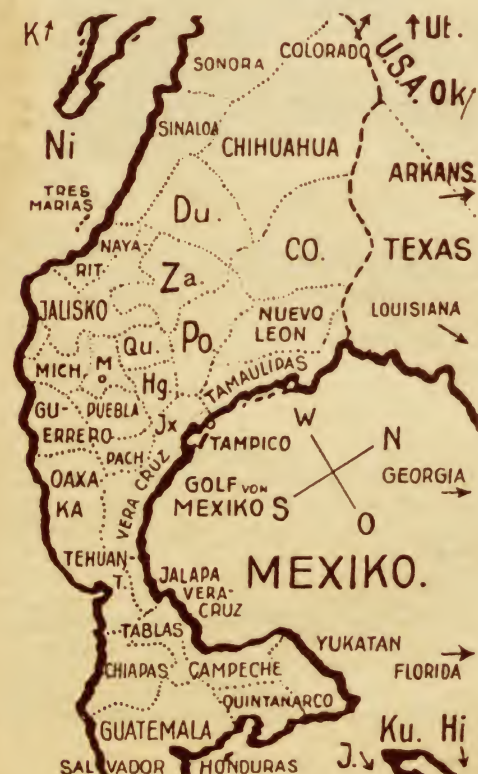 K
Ut.
COLORADO
U.S.A.
SONORA
Ok
SINALOA
CHIHUAHUA
Ni
ARKANS.
TRES
MARIAS
Du.
NAYA-
RIT
CO.
TEXAS
Za.
JALISKO
NUEVO
LEON
LOUISIANA
Qu.
Po
MICH.
M
Hg.
TAMAULIPAS
GU-
ERRERO
PUEBLA
Jx
W
TAMPICO
N
PACH
OAXA
KA
VERA CRUZ
GOLF VON
MEXIKO
S
GEORGIA
O
TEHUAN-
T.
JALAPA
VERA-
CRUZ
MEXIKO.
TABLAS
YUKATAN
CHIAPAS
CAMPECHE
FLORIDA
QUINTANARCO
GUATEMALA
Ku.
Hi
SALVADOR
HONDURAS
J.